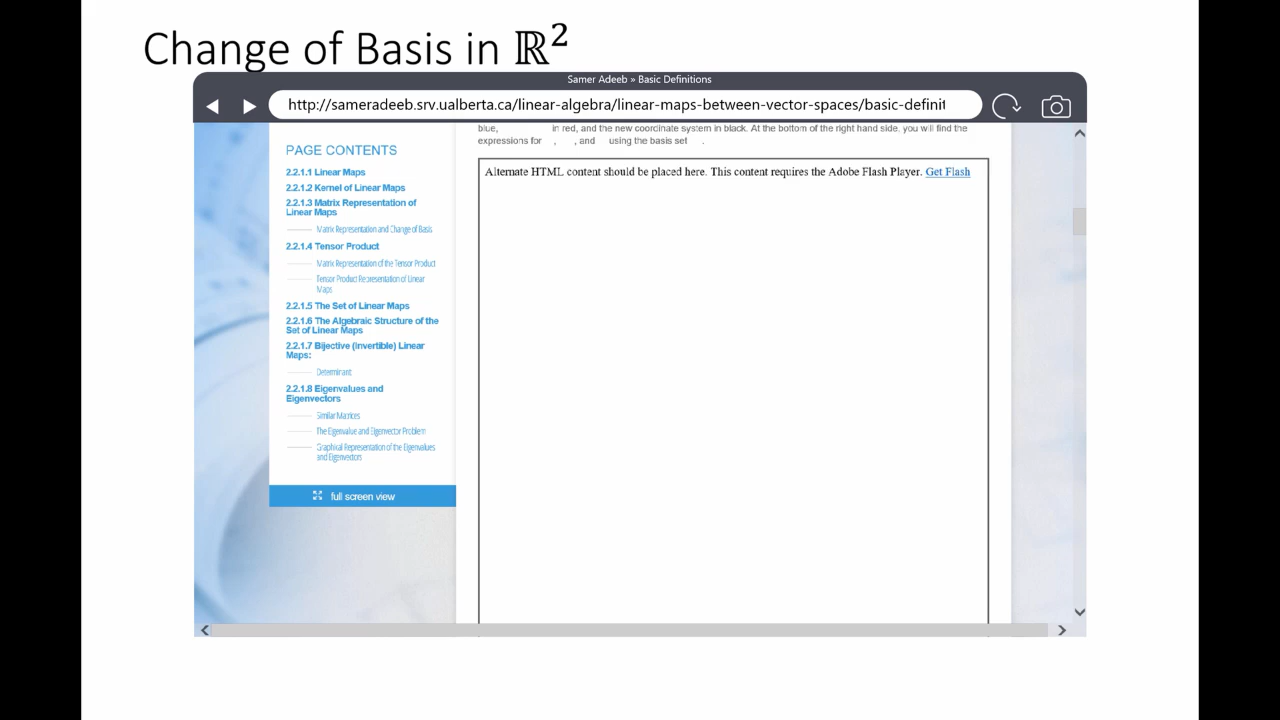 Change of Basis in ℝ²
Samer Adeeb » Basic Definitions
http://sameradeeb.srv.ualberta.ca/linear-algebra/linear-maps-between-vector-spaces/basic-definit
blue, in red, and the new coordinate system in black. At the bottom of the right hand side, you will find the
expressions for , , and using the basis set .
PAGE CONTENTS
2.2.1.1 Linear Maps
2.2.1.2 Kernel of Linear Maps
2.2.1.3 Matrix Representation of
Linear Maps
Matrix Representation and Change of Basis
2.2.1.4 Tensor Product
Matrix Representation of the Tensor Product
Tensor Product Representation of Linear
Maps
2.2.1.5 The Set of Linear Maps
2.2.1.6 The Algebraic Structure of the
Set of Linear Maps
2.2.1.7 Bijective (Invertible) Linear
Maps:
Determinant
2.2.1.8 Eigenvalues and
Eigenvectors
Similar Matrices
The Eigenvalue and Eigenvector Problem
Graphical Representation of the Eigenvalues
and Eigenvectors
full screen view
Alternate HTML content should be placed here. This content requires the Adobe Flash Player. Get Flash